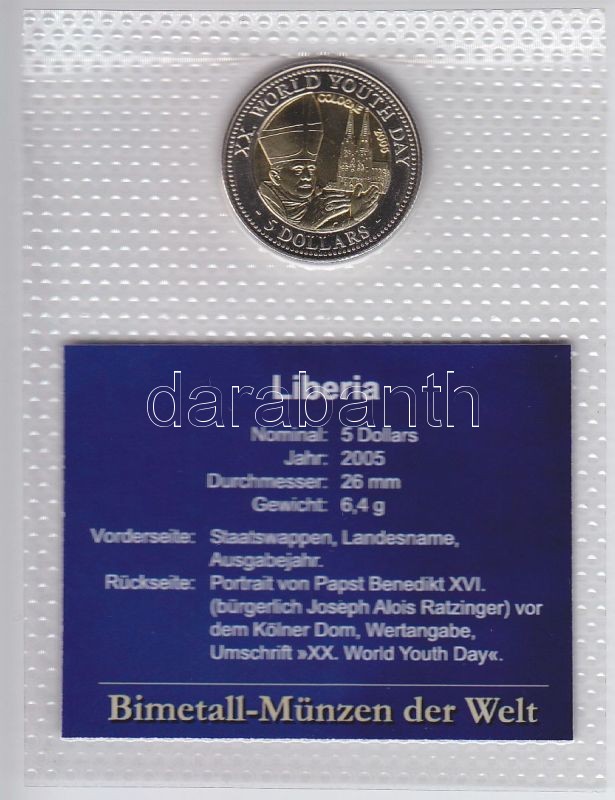 XX. WORLD YOUTH DAY
COLOGNE 2005
- 5 DOLLARS -
Liberia
darabanth
Nominal: 5 Dollars
Jahr: 2005
Durchmesser: 26 mm
Gewicht: 6,4 g
Vorderseite: Staatswappen, Landesname,
Ausgabejahr.
Rückseite: Portrait von Papst Benedikt XVI.
(bürgerlich Joseph Alois Ratzinger) vor
dem Kölner Dom, Wertangabe,
Umschrift »XX. World Youth Day«.
Bimetall-Münzen der Welt